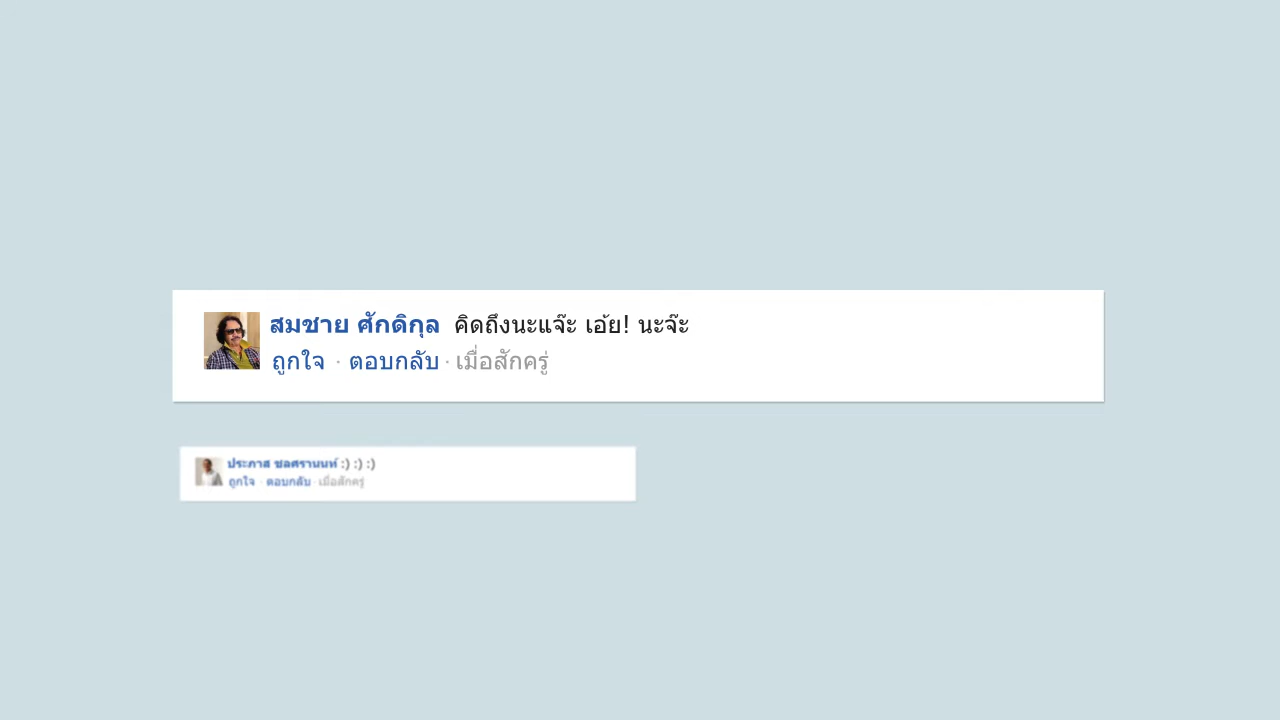 สมชาย ศักดิกุล คิดถึงนะแจ๊ะ เอ้ย! นะจ๊ะ
ถูกใจ · ตอบกลับ · เมื่อสักครู่
ประภาส ชลศรานนท์ :) :) :)
ถูกใจ · ตอบกลับ · เมื่อสักครู่